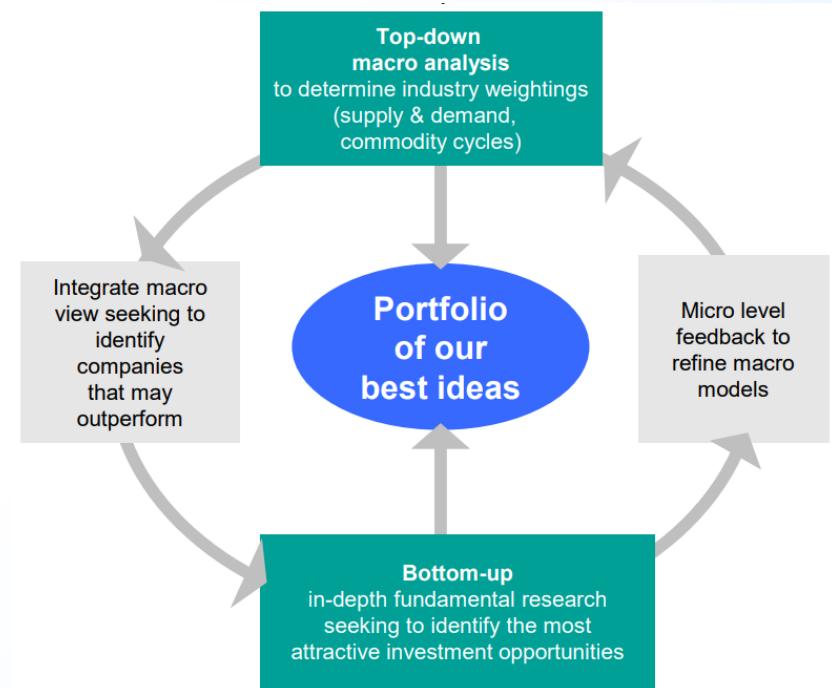 Top-down
macro analysis
to determine industry weightings
(supply & demand,
commodity cycles)
Integrate macro
view seeking to
identify
companies
that may
outperform
Portfolio
of our
best ideas
Micro level
feedback to
refine macro
models
Bottom-up
in-depth fundamental research
seeking to identify the most
attractive investment opportunities